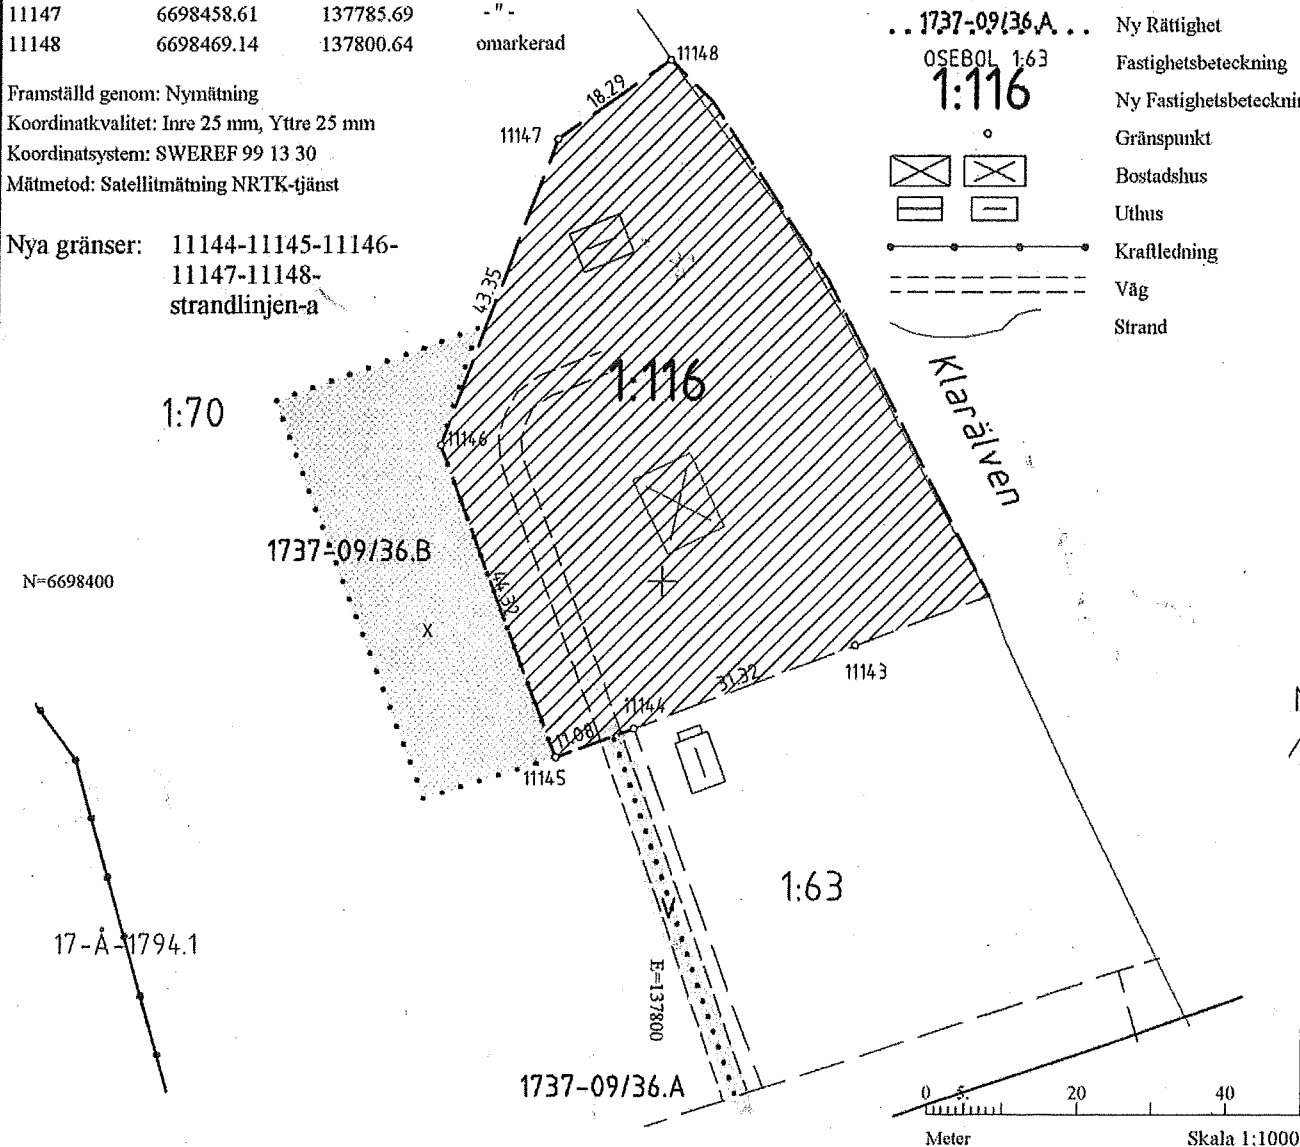 11147 6698458.61 137785.69 -"-
11148 6698469.14 137800.64 omarkerad
Framställd genom: Nymätning
Koordinatkvalitet: Inre 25 mm, Yttre 25 mm
Koordinatsystem: SWEREF 99 13 30
Mätmetod: Satellitmätning NRTK-tjänst
Nya gränser: 11144-11145-11146-
11147-11148-
strandlinjen-a
1737-09/36.A Ny Rättighet
OSEBOL 1:63 Fastighetsbeteckning
1:116 Ny Fastighetsbeteckni
Gränspunkt
Bostadshus
Uthus
Kraftledning
Väg
Strand
11148
18.29
11147
43.35
1:116
Klarälven
1:70
11146
1737-09/36.B
44.32
N=6698400
X
31.32
11143
11144
11.08
11145
1:63
17-Å-1794.1
E=137800
1737-09/36.A
0 5 20 40
Meter Skala 1:1000